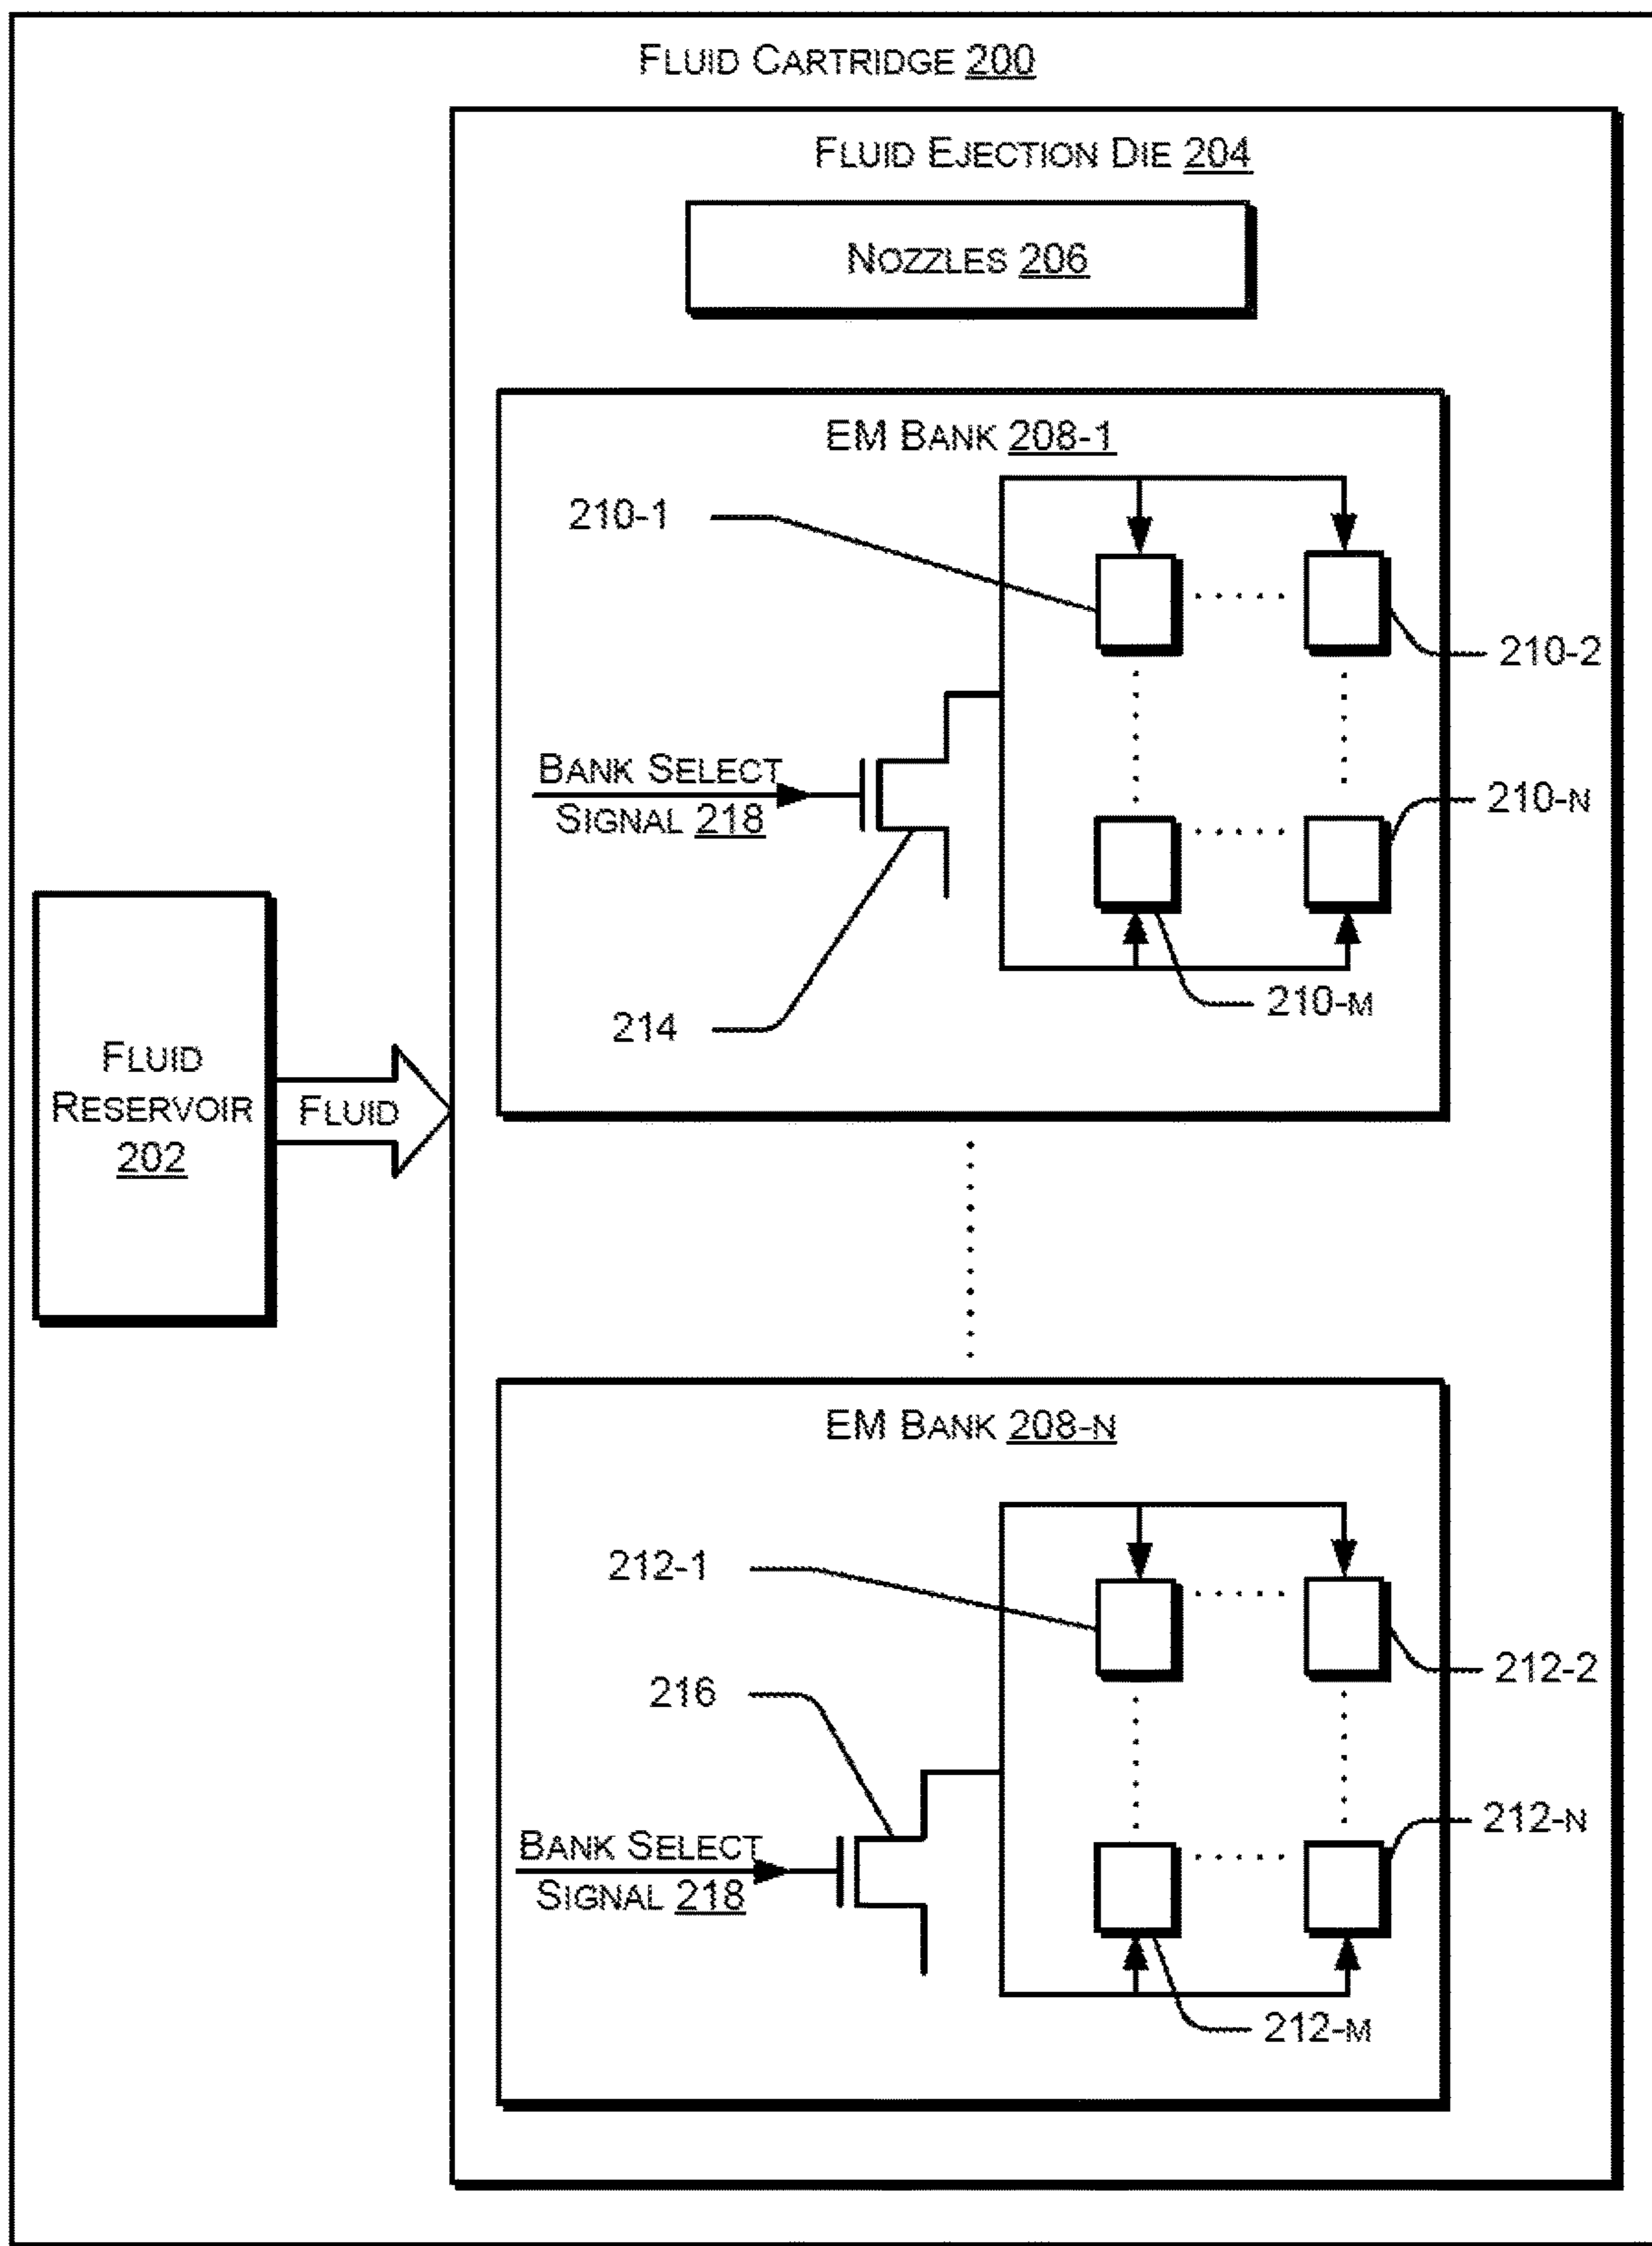 FLUID CARTRIDGE 200
FLUID EJECTION DIE 204
NOZZLES 206
EM BANK 208-1
210-1
210-2
BANK SELECT
SIGNAL 218
210-N
210-M
214
FLUID
RESERVOIR
202
FLUID
EM BANK 208-N
212-1
212-2
216
212-N
BANK SELECT
SIGNAL 218
212-M